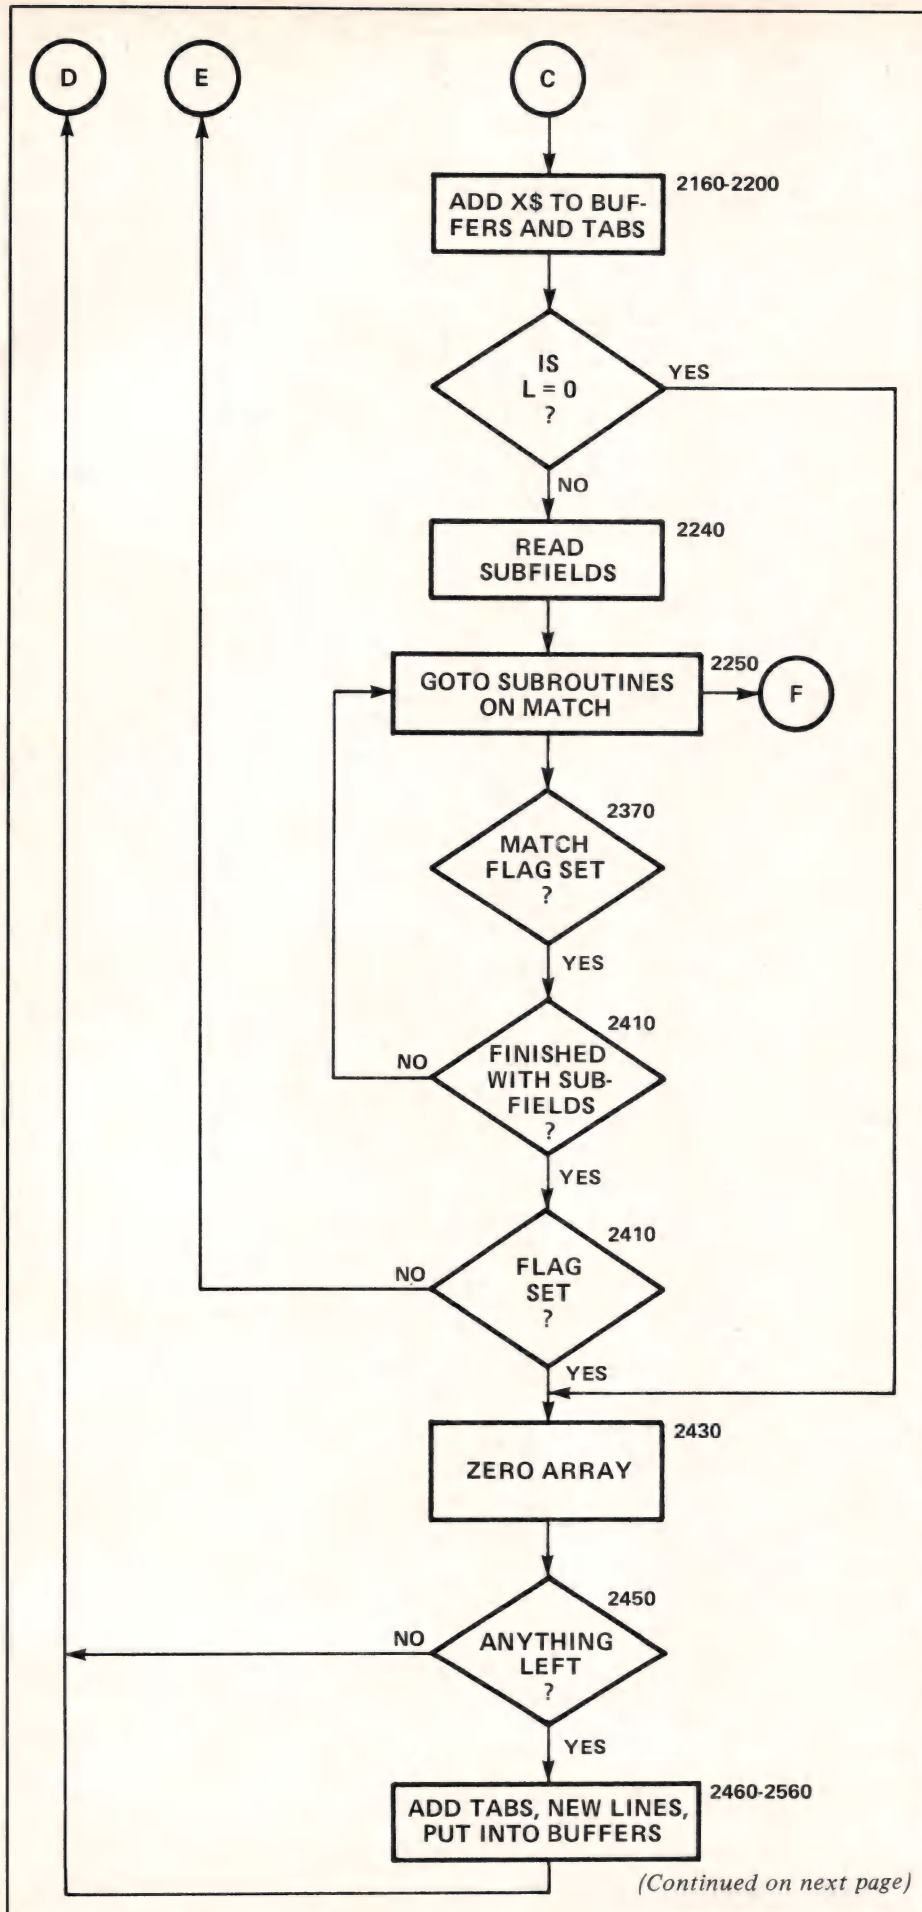 D
E
C
2160-2200
ADD X$ TO BUF-
FERS AND TABS
IS
L = 0
?
YES
NO
2240
READ
SUBFIELDS
2250
GOTO SUBROUTINES
ON MATCH
F
2370
MATCH
FLAG SET
?
YES
2410
NO
FINISHED
WITH SUB-
FIELDS
?
YES
2410
NO
FLAG
SET
?
YES
2430
ZERO ARRAY
2450
NO
ANYTHING
LEFT
?
YES
2460-2560
ADD TABS, NEW LINES,
PUT INTO BUFFERS
(Continued on next page)